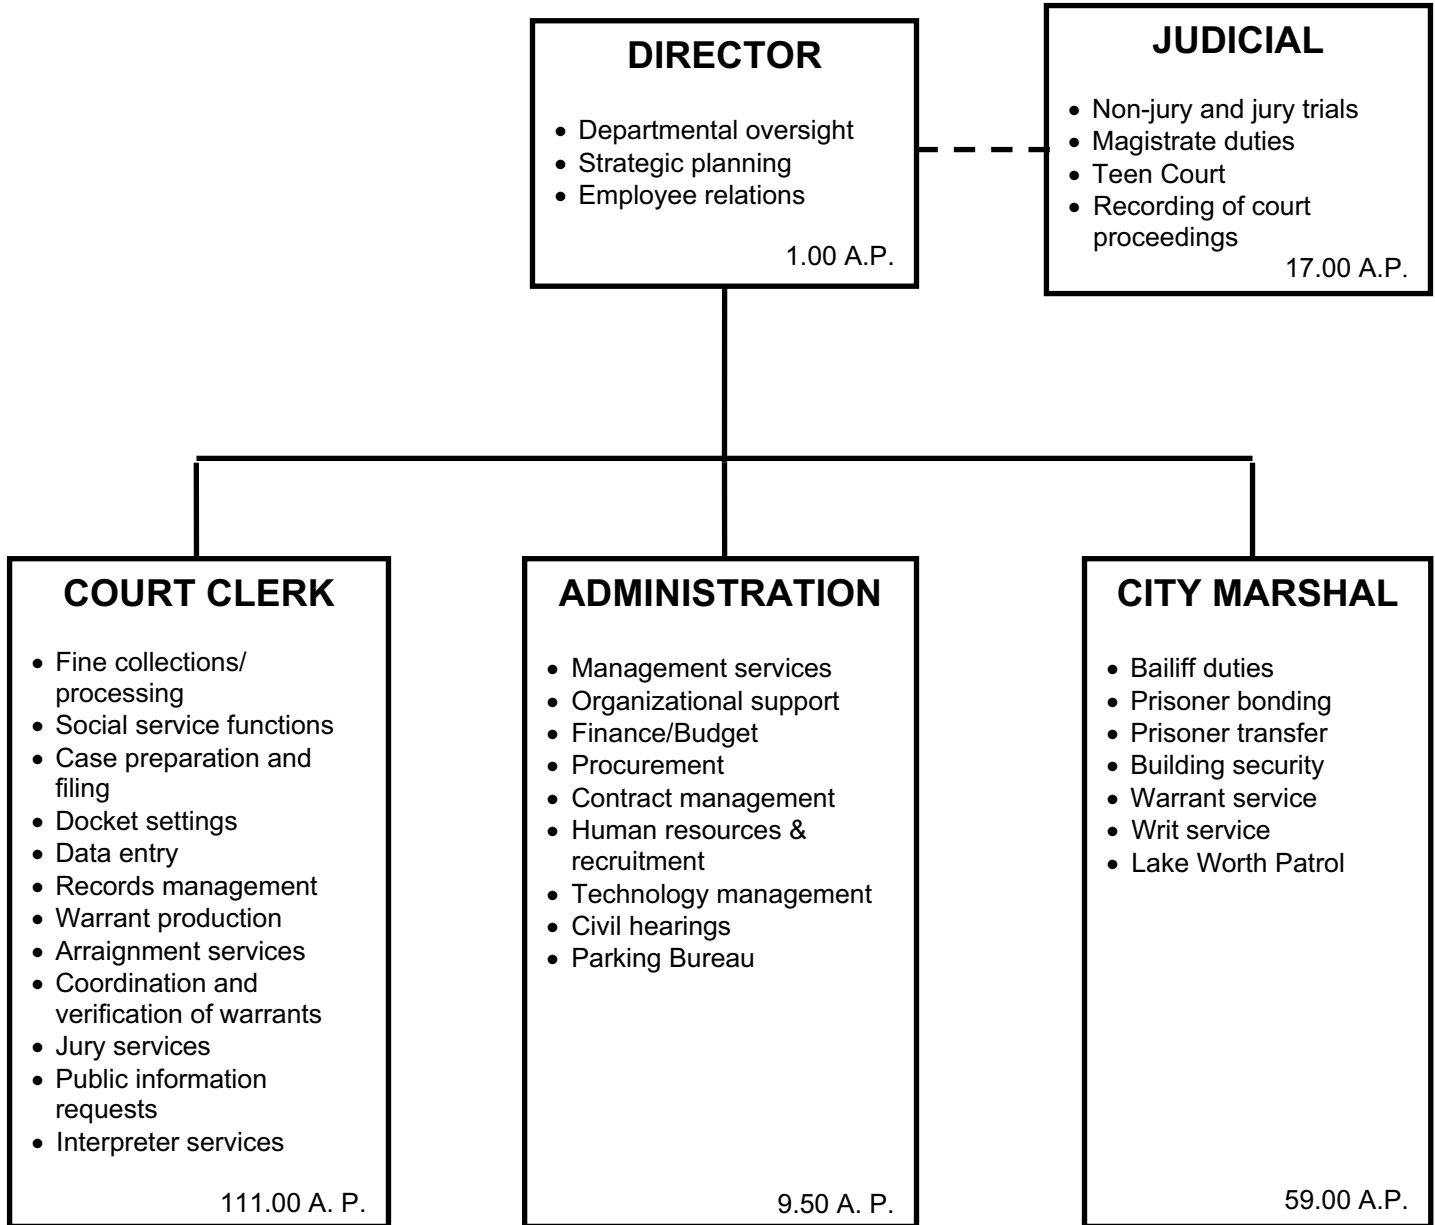 DIRECTOR
• Departmental oversight
• Strategic planning
• Employee relations
1.00 A.P.
JUDICIAL
• Non-jury and jury trials
• Magistrate duties
• Teen Court
• Recording of court
proceedings
17.00 A.P.
COURT CLERK
• Fine collections/
processing
• Social service functions
• Case preparation and
filing
• Docket settings
• Data entry
• Records management
• Warrant production
• Arraignment services
• Coordination and
verification of warrants
• Jury services
• Public information
requests
• Interpreter services
111.00 A. P.
ADMINISTRATION
• Management services
• Organizational support
• Finance/Budget
• Procurement
• Contract management
• Human resources &
recruitment
• Technology management
• Civil hearings
• Parking Bureau
9.50 A. P.
CITY MARSHAL
• Bailiff duties
• Prisoner bonding
• Prisoner transfer
• Building security
• Warrant service
• Writ service
• Lake Worth Patrol
59.00 A.P.